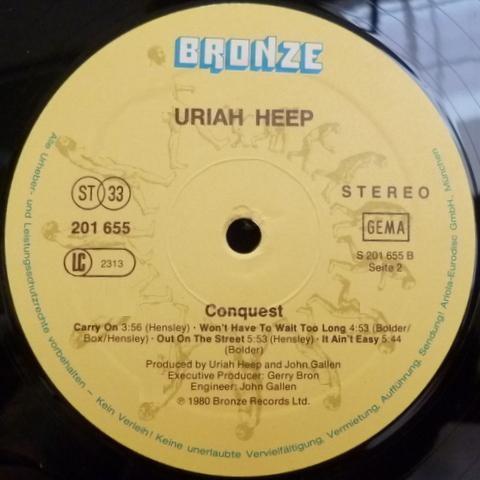 BRONZE
URIAH HEEP
ST 33
STEREO
201 655
GEMA
LC 2313
S 201 655 B
Seite 2
Conquest
Carry On 3:56 (Hensley) · Won't Have To Wait Too Long 4:53 (Bolder/
Box/Hensley) · Out On The Street 5:53 (Hensley) · It Ain't Easy 5:44
(Bolder)
Produced by Uriah Heep and John Gallen
Executive Producer: Gerry Bron
Engineer: John Gallen
℗ 1980 Bronze Records Ltd.
Alle Urheber- und Leistungsschutzrechte vorbehalten – Kein Verleih! Keine unerlaubte Vervielfältigung, Vermietung, Aufführung, Sendung! Ariola-Eurodisc GmbH, München